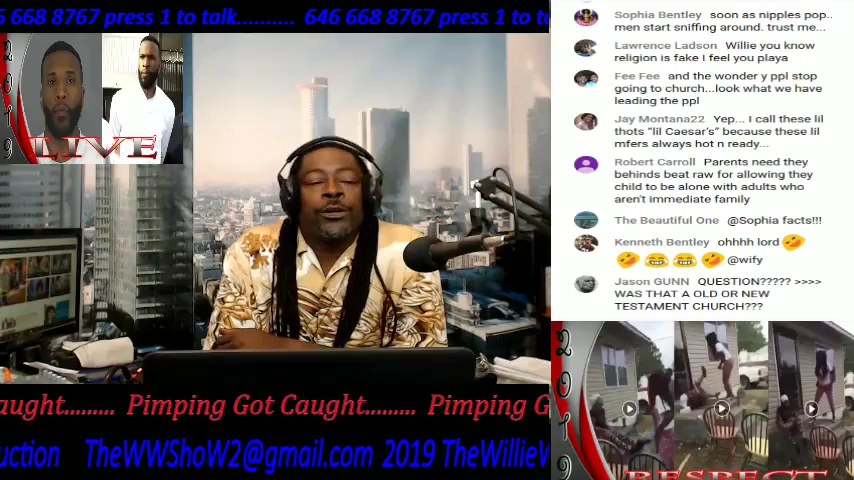 6 668 8767 press 1 to talk.......... 646 668 8767 press 1 to ta
2019
LIVE
Sophia Bentley soon as nipples pop..
men start sniffing around. trust me...
Lawrence Ladson Willie you know
religion is fake I feel you playa
Fee Fee and the wonder y ppl stop
going to church...look what we have
leading the ppl
Jay Montana22 Yep... I call these lil
thots "lil Caesar's" because these lil
mfers always hot n ready...
Robert Carroll Parents need they
behinds beat raw for allowing they
child to be alone with adults who
aren't immediate family
The Beautiful One @Sophia facts!!!
Kenneth Bentley ohhhh lord 🤣
🤣 😂 😂 🤣 @wify
Jason GUNN QUESTION????? >>>>
WAS THAT A OLD OR NEW
TESTAMENT CHURCH???
2019
RESPECT
aught......... Pimping Got Caught......... Pimping G
uction TheWWShoW2@gmail.com 2019 TheWillieW